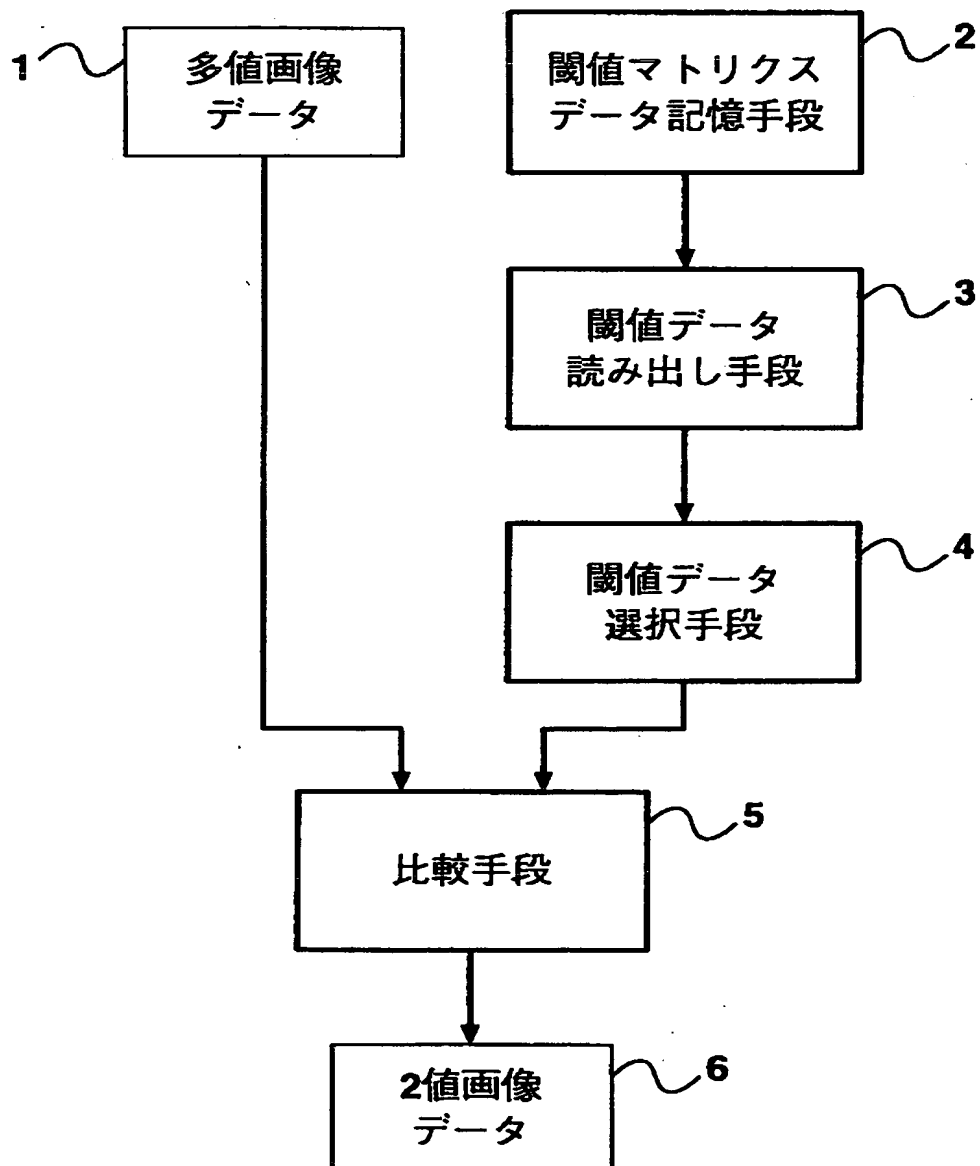 1
多値画像
データ
2
閾値マトリクス
データ記憶手段
3
閾値データ
読み出し手段
4
閾値データ
選択手段
5
比較手段
6
2値画像
データ